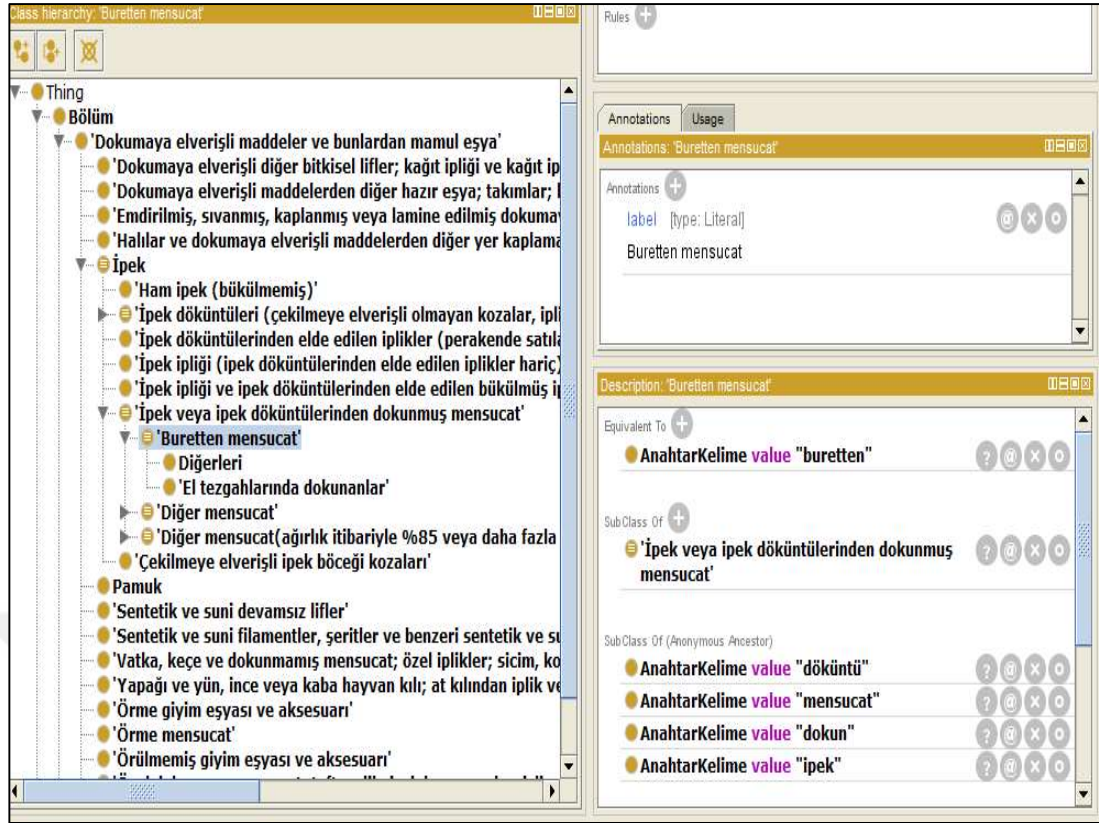 Class hierarchy: 'Buretten mensucat'
Thing
Bölüm
'Dokumaya elverişli maddeler ve bunlardan mamul eşya'
'Dokumaya elverişli diğer bitkisel lifler; kağıt ipliği ve kağıt ip
'Dokumaya elverişli maddelerden diğer hazır eşya; takımlar;
'Emdirilmiş, sıvanmış, kaplanmış veya lamine edilmiş
'Halılar ve dokumaya elverişli maddelerden diğer yer
İpek
'Ham ipek (bükülmemiş)'
'İpek döküntüleri (çekilmeye elverişli olmayan kozalar, ipli
'İpek döküntülerinden elde edilen iplikler (perakende
'İpek ipliği (ipek döküntülerinden elde edilen iplikler hariç)
'İpek ipliği ve ipek döküntülerinden elde edilen bükülmüş
'İpek veya ipek döküntülerinden dokunmuş mensucat'
'Buretten mensucat'
Diğerleri
'El tezgahlarında dokunanlar'
'Diğer mensucat'
'Diğer mensucat(ağırlık itibariyle %85 veya daha fazla
'Çekilmeye elverişli ipek böceği kozaları'
Pamuk
'Sentetik ve suni devamsız lifler'
'Sentetik ve suni filamentler, şeritler ve benzeri sentetik ve
'Vatka, keçe ve dokunmamış mensucat; özel iplikler; sicim, ko
'Yapağı ve yün, ince veya kaba hayvan kılı; at kılından iplik ve
'Örme giyim eşyası ve aksesuarı'
'Örme mensucat'
'Örülmemiş giyim eşyası ve aksesuarı'
Rules
Annotations Usage
Annotations: 'Buretten mensucat'
Annotations
label [type: Literal]
Buretten mensucat
Description: 'Buretten mensucat'
Equivalent To
AnahtarKelime value "buretten"
SubClass Of
'İpek veya ipek döküntülerinden dokunmuş
mensucat'
SubClass Of (Anonymous Ancestor)
AnahtarKelime value "döküntü"
AnahtarKelime value "mensucat"
AnahtarKelime value "dokun"
AnahtarKelime value "ipek"